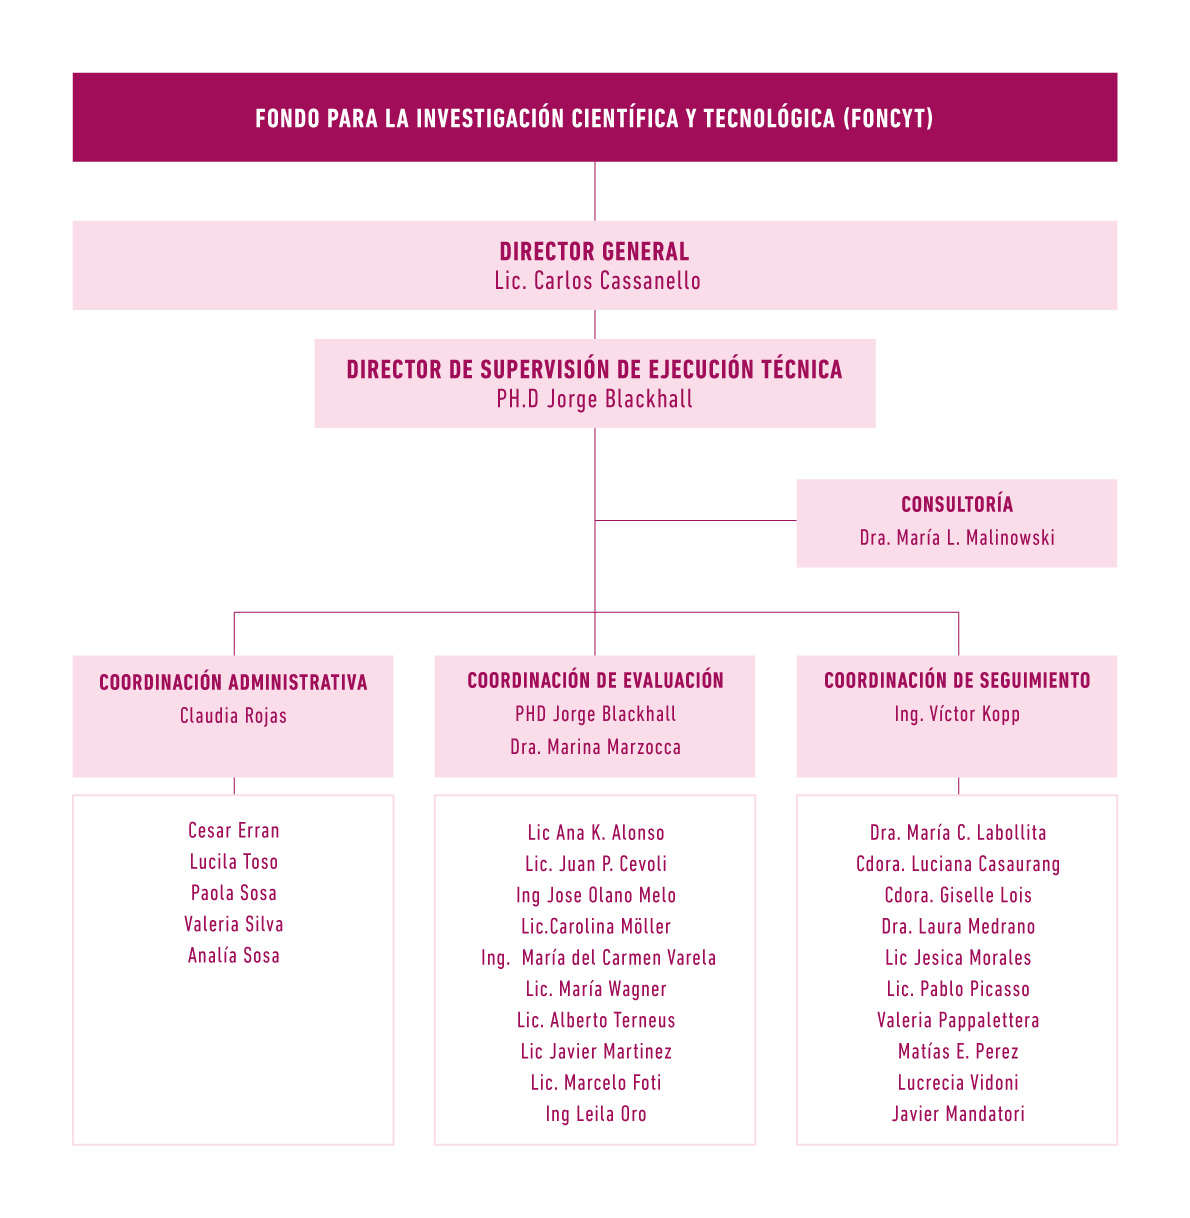 FONDO PARA LA INVESTIGACIÓN CIENTÍFICA Y TECNOLÓGICA (FONCYT)
DIRECTOR GENERAL
Lic. Carlos Cassanello
DIRECTOR DE SUPERVISIÓN DE EJECUCIÓN TÉCNICA
PH.D Jorge Blackhall
CONSULTORÍA
Dra. María L. Malinowski
COORDINACIÓN ADMINISTRATIVA
Claudia Rojas
Cesar Erran
Lucila Toso
Paola Sosa
Valeria Silva
Analía Sosa
COORDINACIÓN DE EVALUACIÓN
PHD Jorge Blackhall
Dra. Marina Marzocca
Lic Ana K. Alonso
Lic. Juan P. Cevoli
Ing Jose Olano Melo
Lic.Carolina Möller
Ing.  María del Carmen Varela
Lic. María Wagner
Lic. Alberto Terneus
Lic Javier Martinez
Lic. Marcelo Foti
Ing Leila Oro
COORDINACIÓN DE SEGUIMIENTO
Ing. Víctor Kopp
Dra. María C. Labollita
Cdora. Luciana Casaurang
Cdora. Giselle Lois
Dra. Laura Medrano
Lic Jesica Morales
Lic. Pablo Picasso
Valeria Pappalettera
Matías E. Perez
Lucrecia Vidoni
Javier Mandatori